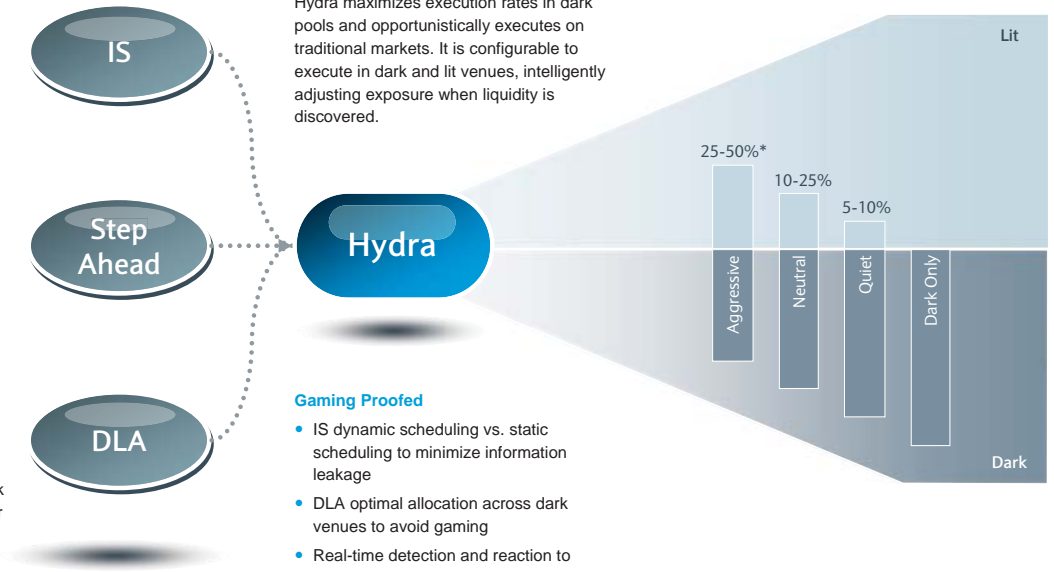 Hydra maximizes execution rates in dark
pools and opportunistically executes on
traditional markets. It is configurable to
execute in dark and lit venues, intelligently
adjusting exposure when liquidity is
discovered.
IS
Step
Ahead
DLA
Hydra
Gaming Proofed
• IS dynamic scheduling vs. static
scheduling to minimize information
leakage
• DLA optimal allocation across dark
venues to avoid gaming
• Real-time detection and reaction to
Lit
25-50%*
10-25%
5-10%
Aggressive
Neutral
Quiet
Dark Only
Dark